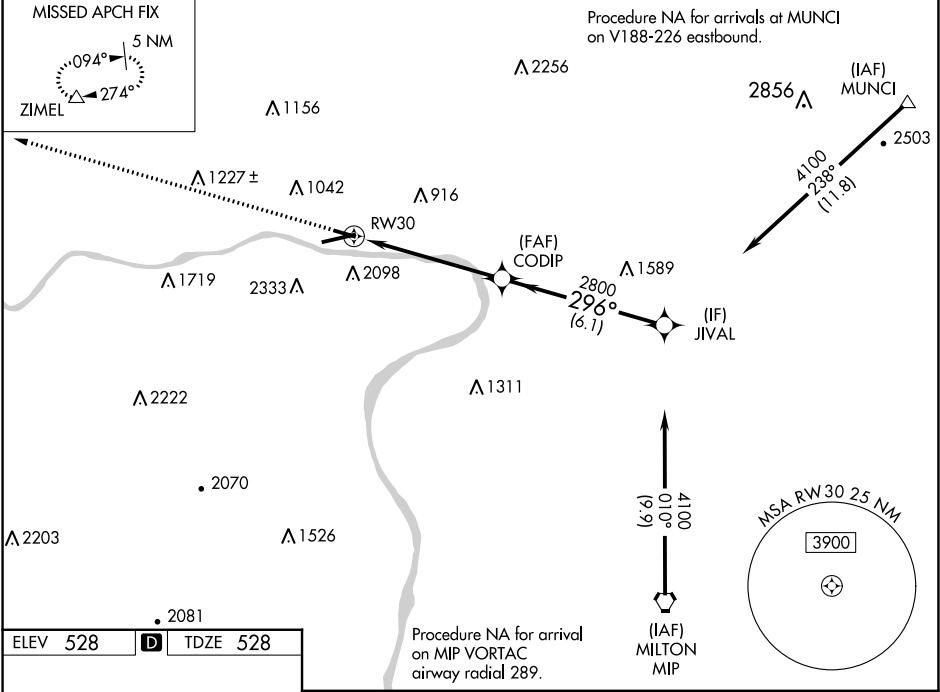 MISSED APCH FIX
5 NM
094°
274°
ZIMEL
Procedure NA for arrivals at MUNCI
on V188-226 eastbound.
2256
2856
(IAF)
MUNCI
2503
1156
4100
238°
(11.8)
1227 ±
1042
916
RW30
(FAF)
CODIP
1589
1719
2333
2098
2800
296°
(6.1)
(IF)
JIVAL
1311
2222
2070
4100
010°
(9.9)
MSA RW30 25 NM
3900
2203
1526
2081
(IAF)
MILTON
MIP
Procedure NA for arrival
on MIP VORTAC
airway radial 289.
ELEV 528 D TDZE 528